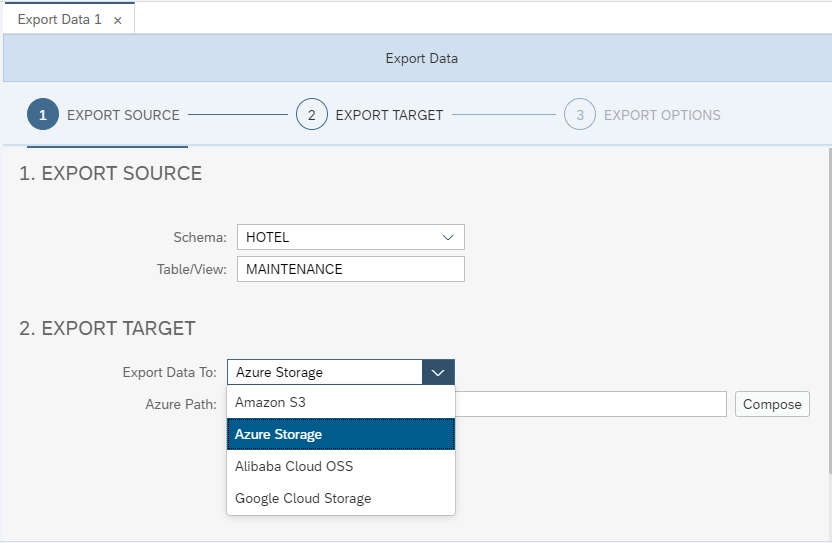 Export Data 1 ×
Export Data
1 EXPORT SOURCE 2 EXPORT TARGET 3 EXPORT OPTIONS
1. EXPORT SOURCE
Schema: HOTEL
Table/View: MAINTENANCE
2. EXPORT TARGET
Export Data To: Azure Storage
Azure Path: Compose
Amazon S3
Azure Storage
Alibaba Cloud OSS
Google Cloud Storage